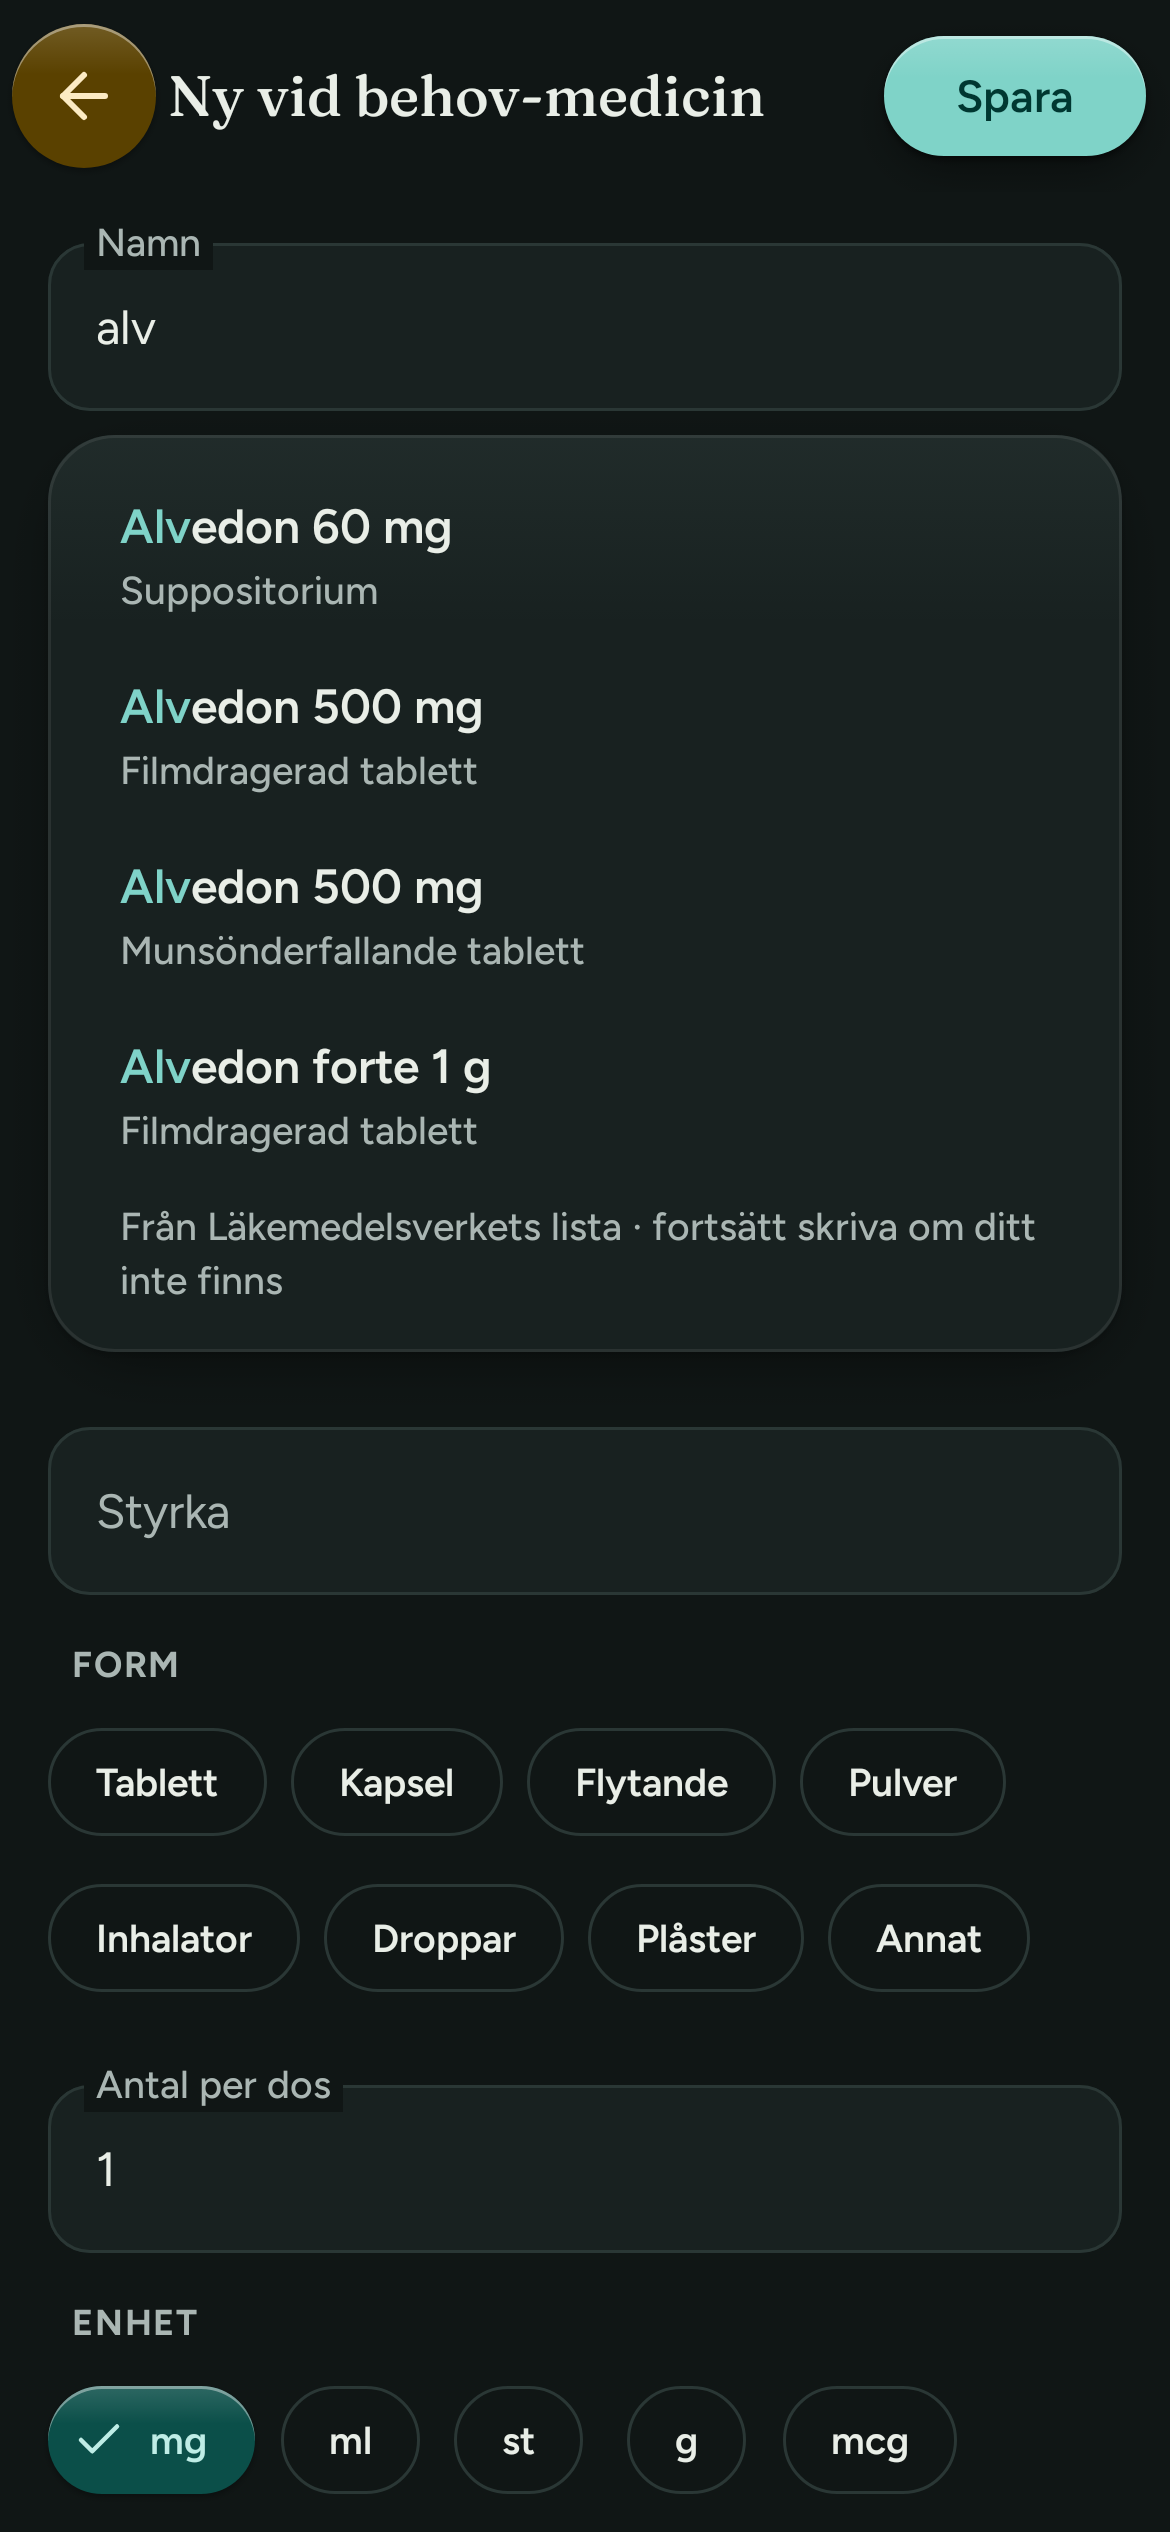 Ny vid behov-medicin
Spara
Namn
alv
Alvedon 60 mg
Suppositorium
Alvedon 500 mg
Filmdragerad tablett
Alvedon 500 mg
Munsönderfallande tablett
Alvedon forte 1 g
Filmdragerad tablett
Från Läkemedelsverkets lista · fortsätt skriva om ditt
inte finns
Styrka
FORM
Tablett Kapsel Flytande Pulver
Inhalator Droppar Plåster Annat
Antal per dos
1
ENHET
mg ml st g mcg